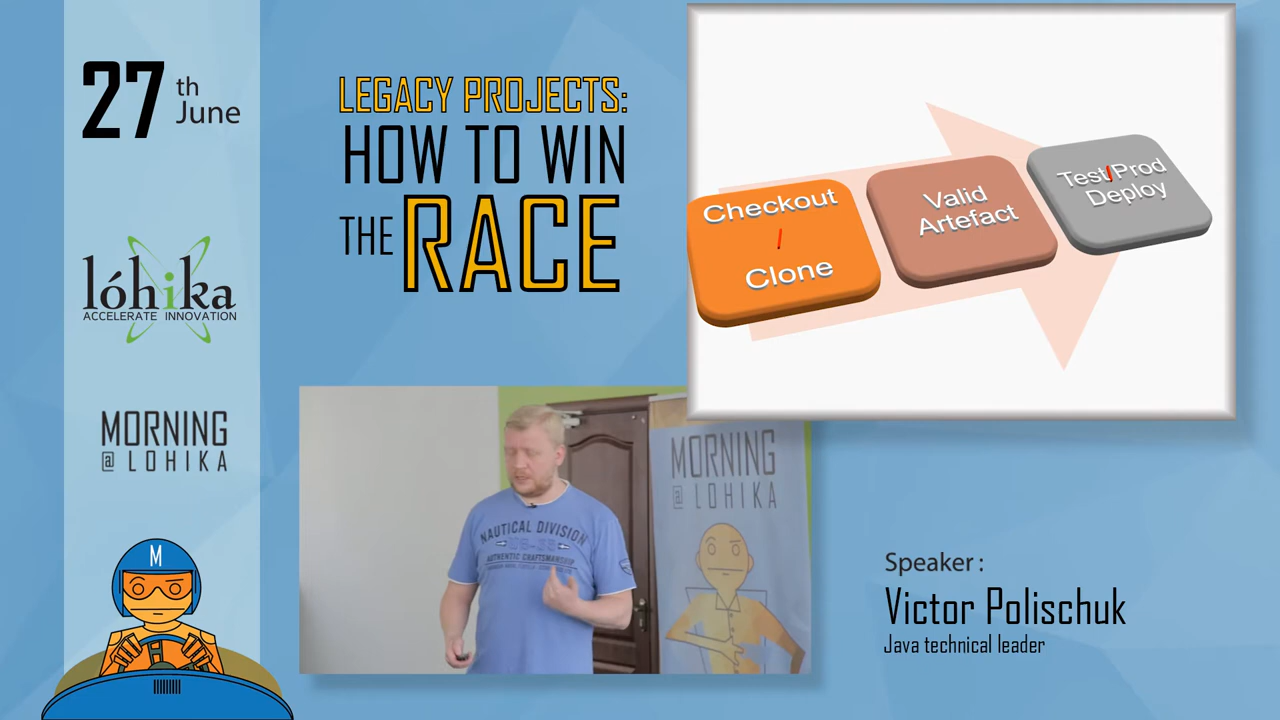 27
th
June
lóhika
ACCELERATE INNOVATION
MORNING
@ LOHIKA
M
LEGACY PROJECTS:
HOW TO WIN
THE RACE
Checkout
/
Clone
Valid
Artefact
Test/Prod
Deploy
NAUTICAL DIVISION
AUTHENTIC CRAFTSMANSHIP
MORNING
@ LOHIKA
Speaker :
Victor Polischuk
Java technical leader